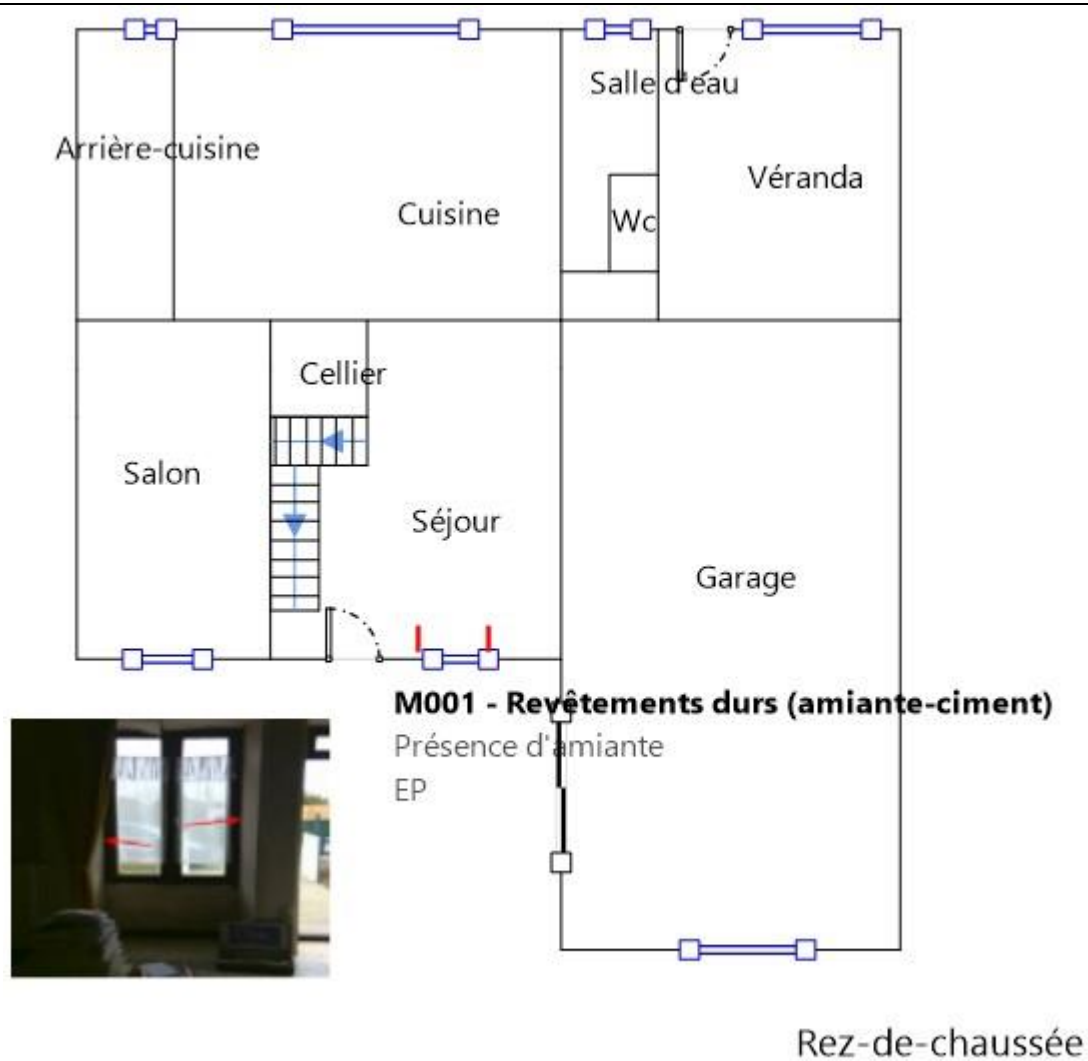 Salle d'eau
Arrière-cuisine
Véranda
Cuisine
Wc
Cellier
Salon
Séjour
Garage
M001 - Revêtements durs (amiante-ciment)
Présence d'amiante
EP
Rez-de-chaussée